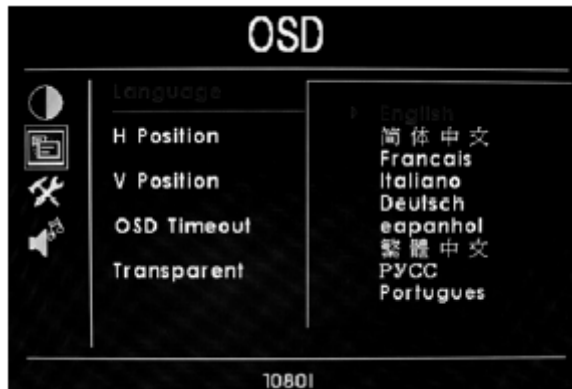 OSD
Language
H Position
V Position
OSD Timeout
Transparent
English
简体中文
Francais
Italiano
Deutsch
eapanhol
繁體中文
РУСС
Portugues
1080I